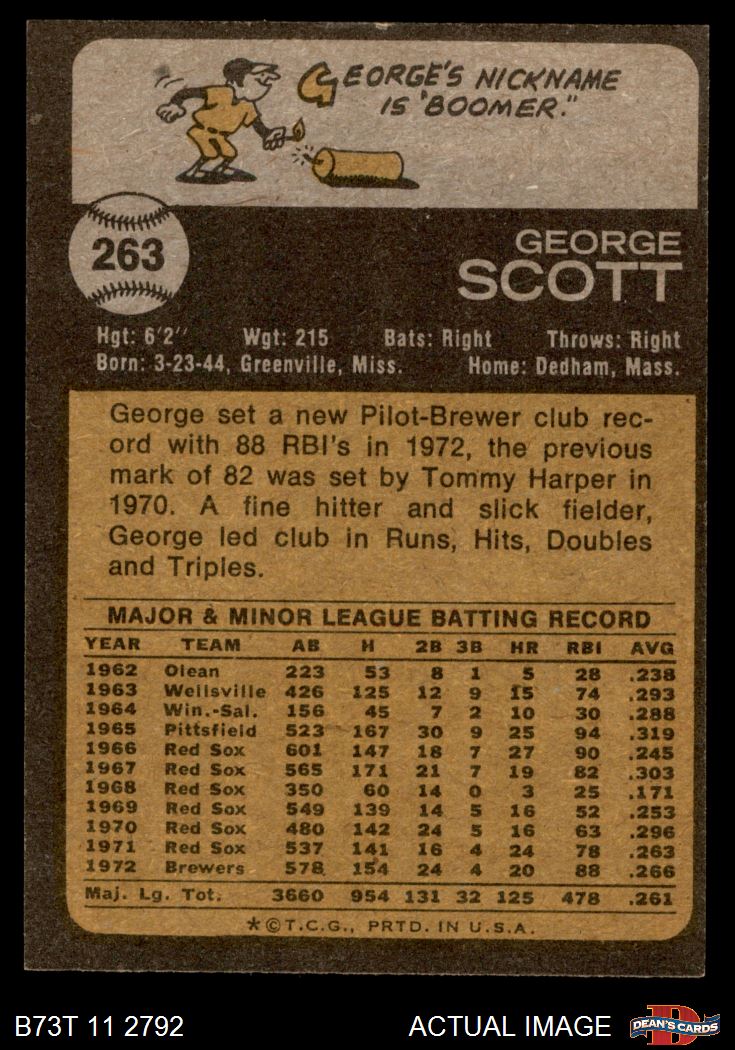 GEORGE'S NICKNAME
IS "BOOMER."
263
GEORGE
SCOTT
Hgt: 6'2" Wgt: 215 Bats: Right Throws: Right
Born: 3-23-44, Greenville, Miss. Home: Dedham, Mass.
George set a new Pilot-Brewer club rec-
ord with 88 RBI's in 1972, the previous
mark of 82 was set by Tommy Harper in
1970. A fine hitter and slick fielder,
George led club in Runs, Hits, Doubles
and Triples.
MAJOR & MINOR LEAGUE BATTING RECORD
YEAR TEAM AB H 2B 3B HR RBI AVG
1962 Olean 223 53 8 1 5 28 .238
1963 Wellsville 426 125 12 9 15 74 .293
1964 Win.-Sal. 156 45 7 2 10 30 .288
1965 Pittsfield 523 167 30 9 25 94 .319
1966 Red Sox 601 147 18 7 27 90 .245
1967 Red Sox 565 171 21 7 19 82 .303
1968 Red Sox 350 60 14 0 3 25 .171
1969 Red Sox 549 139 14 5 16 52 .253
1970 Red Sox 480 142 24 5 16 63 .296
1971 Red Sox 537 141 16 4 24 78 .263
1972 Brewers 578 154 24 4 20 88 .266
Maj. Lg. Tot. 3660 954 131 32 125 478 .261
*©T.C.G., PRTD. IN U.S.A.
B73T 11 2792 ACTUAL IMAGE DEAN'S CARDS